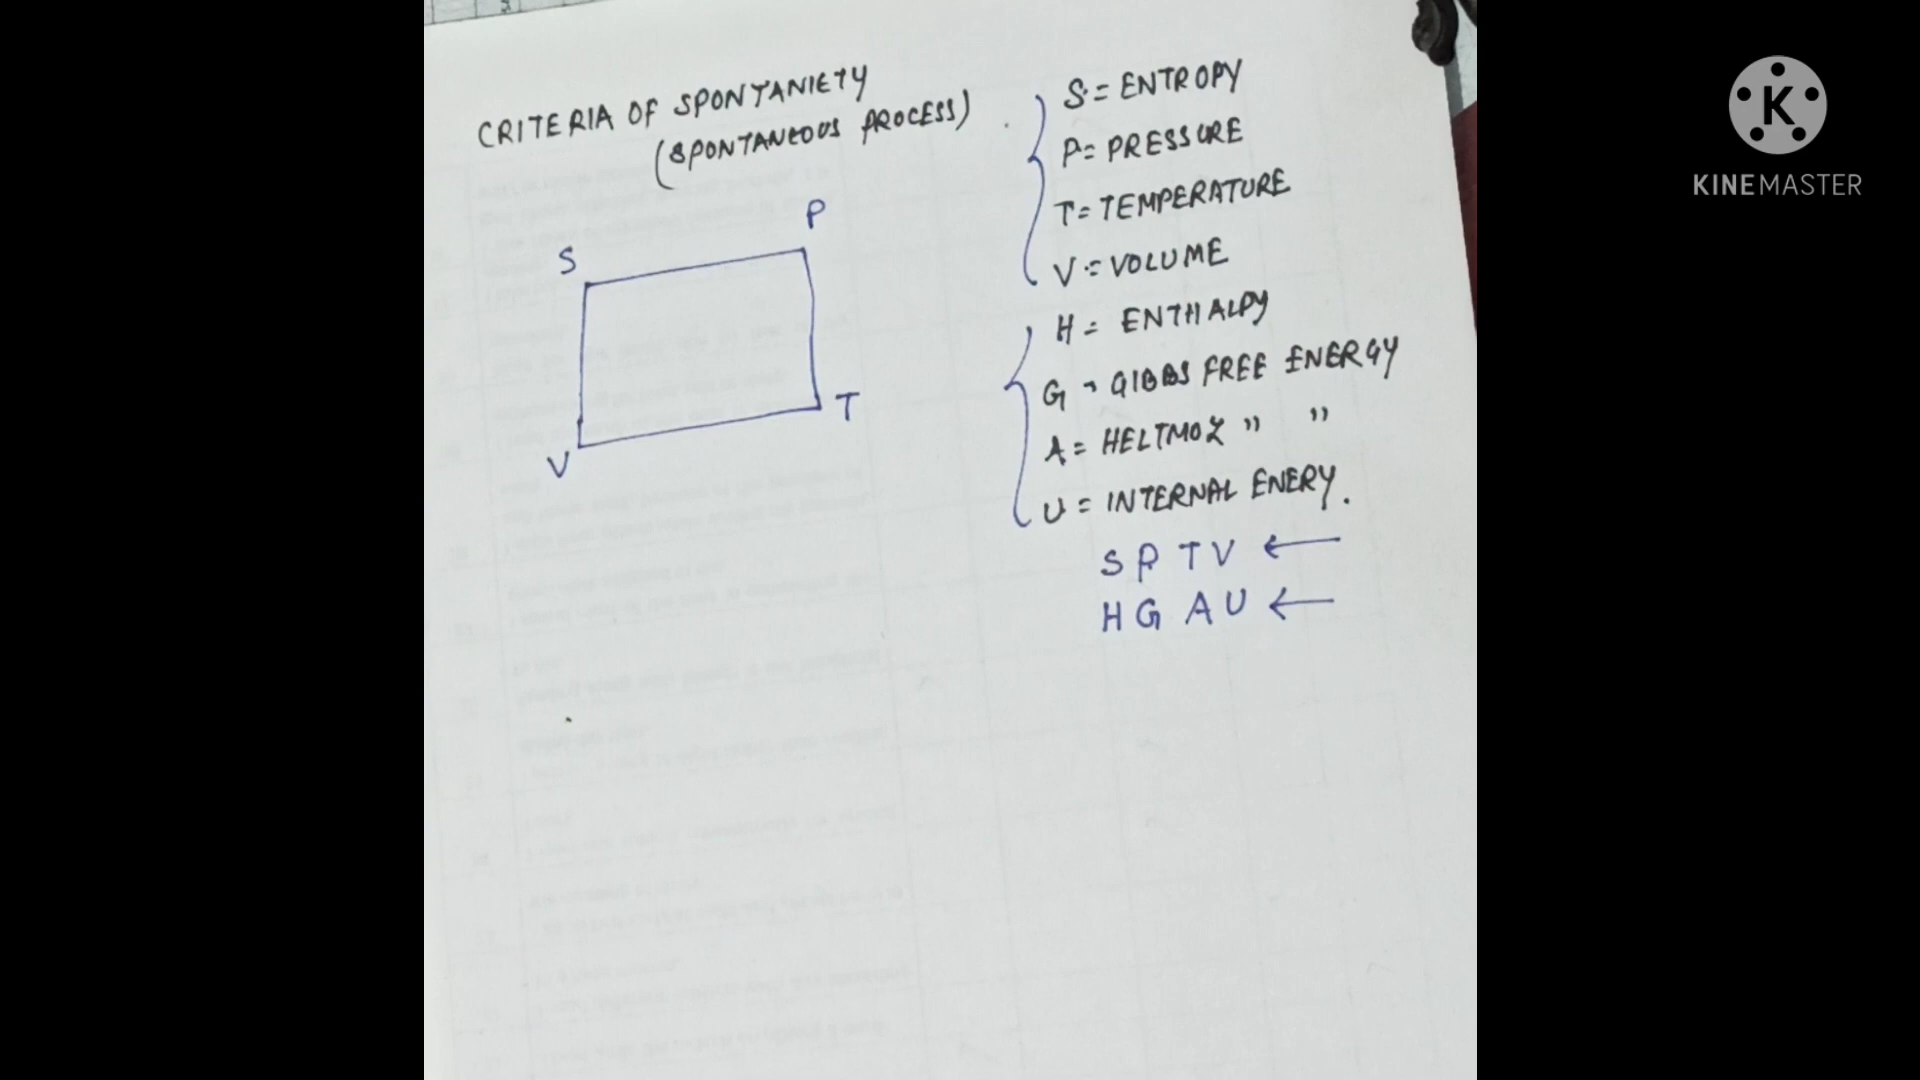 CRITERIA OF SPONTANIETY
(SPONTANEOUS PROCESS)
S
P
V
T
S = ENTROPY
P = PRESSURE
T = TEMPERATURE
V = VOLUME
H = ENTHALPY
G = GIBBS FREE ENERGY
A = HELTMOZ " "
U = INTERNAL ENERY.
S P T V ←
H G A U ←
K
KINEMASTER